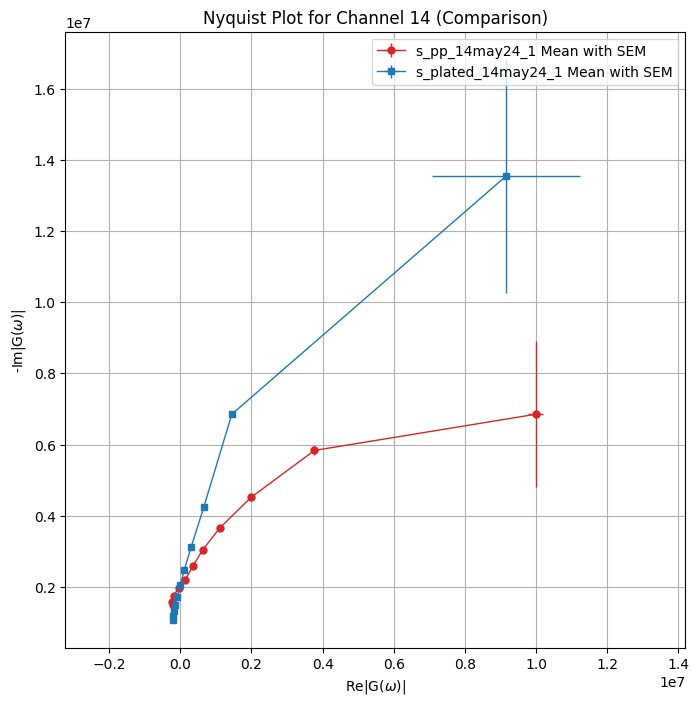 Nyquist Plot for Channel 14 (Comparison)
1e7
s_pp_14may24_1 Mean with SEM
s_plated_14may24_1 Mean with SEM
1.6
1.4
1.2
1.0
0.8
0.6
0.4
0.2
-Im|G(ω)|
−0.2 0.0 0.2 0.4 0.6 0.8 1.0 1.2 1.4
1e7
Re|G(ω)|